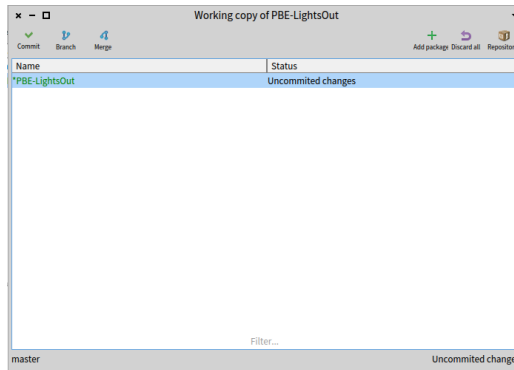 Working copy of PBE-LightsOut
Commit Branch Merge Add package Discard all
Name Status
*PBE-LightsOut Uncommited changes
Filter...
master Uncommited change